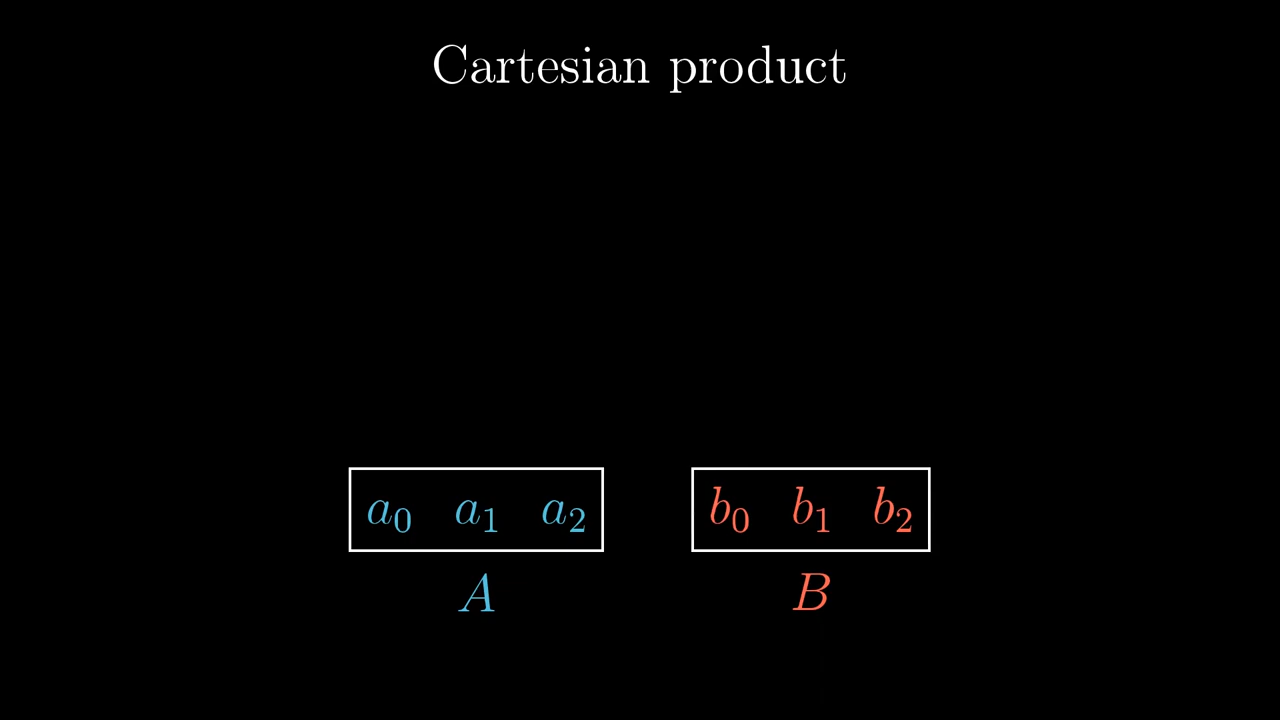 Cartesian product
a₀ a₁ a₂ b₀ b₁ b₂
A B